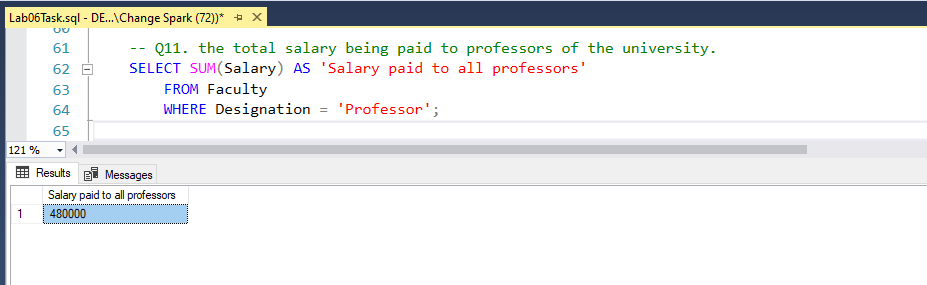 Lab06Task.sql - DE...\Change Spark (72))*
60
61 -- Q11. the total salary being paid to professors of the university.
62 SELECT SUM(Salary) AS 'Salary paid to all professors'
63 FROM Faculty
64 WHERE Designation = 'Professor';
65
121 %
Results Messages
Salary paid to all professors
1 480000